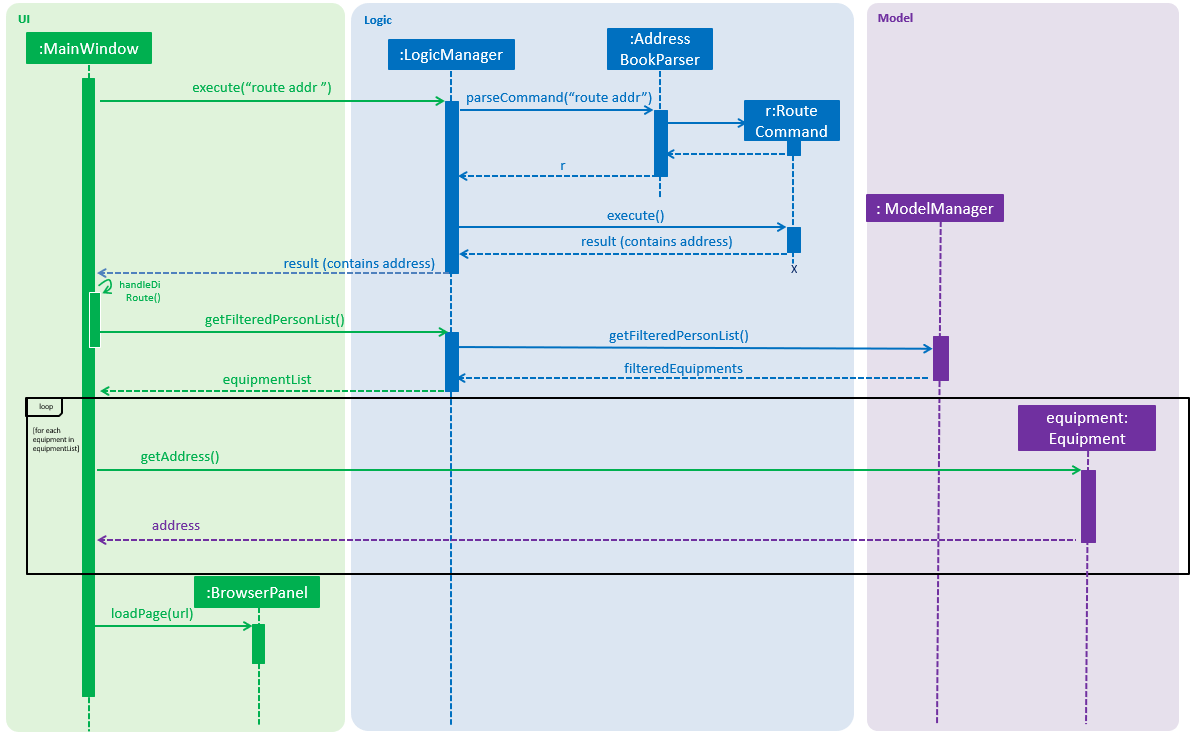 UI
Logic
Model
:MainWindow
:LogicManager
:Address
BookParser
execute(“route addr ”)
parseCommand(“route addr”)
r:Route
Command
r
: ModelManager
execute()
result (contains address)
result (contains address)
X
handleDi
Route()
getFilteredPersonList()
getFilteredPersonList()
filteredEquipments
equipmentList
loop
[for each
equipment in
equipmentList]
equipment:
Equipment
getAddress()
address
:BrowserPanel
loadPage(url)